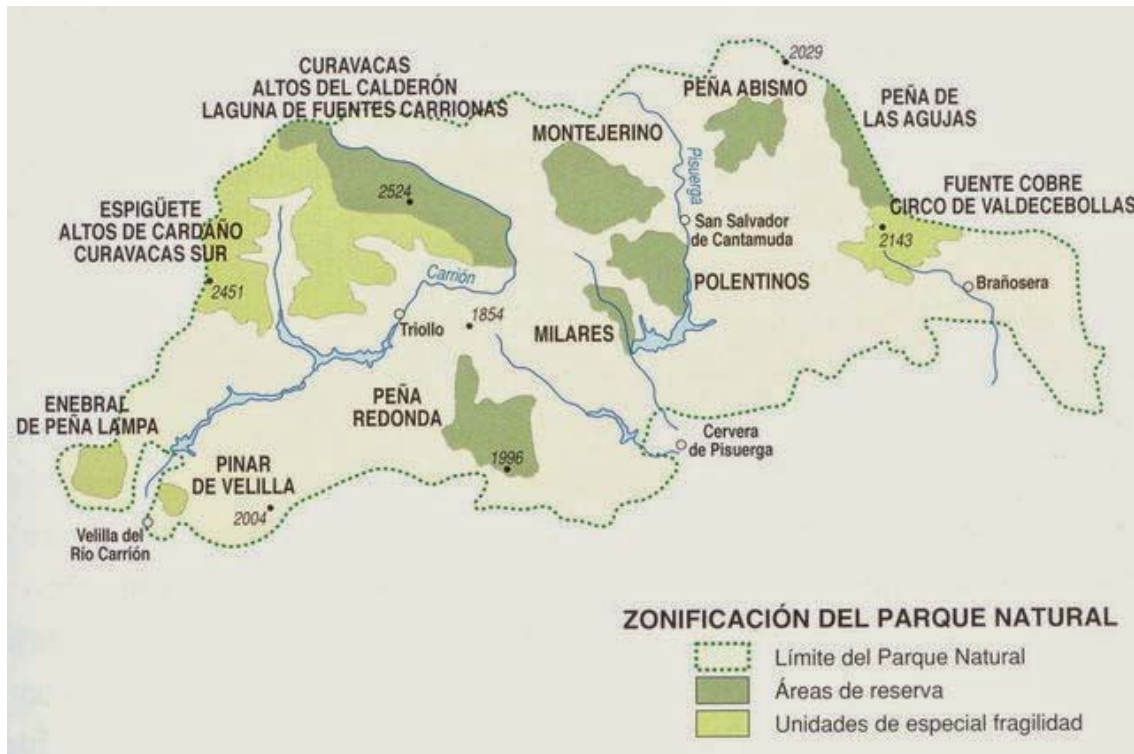 CURAVACAS
ALTOS DEL CALDERÓN
LAGUNA DE FUENTES CARRIONAS
2029
PEÑA ABISMO
PEÑA DE
LAS AGUJAS
MONTEJERINO
Pisuerga
2524
ESPIGÜETE
ALTOS DE CARDAÑO
CURAVACAS SUR
2451
San Salvador
de Cantamuda
FUENTE COBRE
CIRCO DE VALDECEBOLLAS
2143
Brañosera
Carrión
POLENTINOS
Triollo
1854
MILARES
PEÑA
REDONDA
1996
ENEBRAL
DE PEÑA LAMPA
Cervera
de Pisuerga
PINAR
DE VELILLA
2004
Velilla del
Río Carrión
ZONIFICACIÓN DEL PARQUE NATURAL
Límite del Parque Natural
Áreas de reserva
Unidades de especial fragilidad